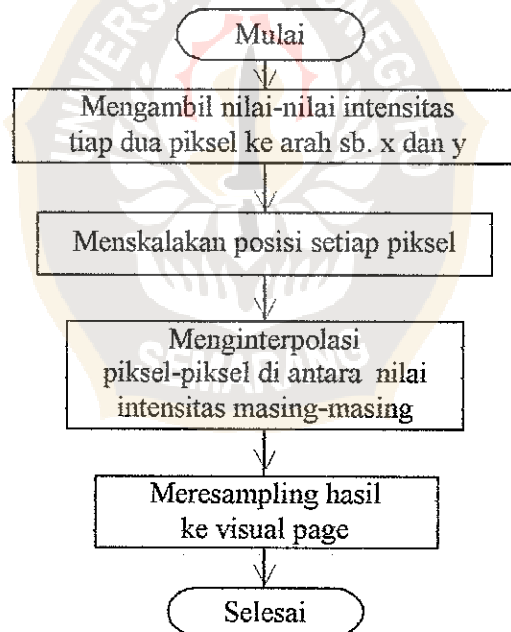 Mulai
Mengambil nilai-nilai intensitas
tiap dua piksel ke arah sb. x dan y
Menskalakan posisi setiap piksel
Menginterpolasi
piksel-piksel di antara nilai
intensitas masing-masing
SEMARANG
Meresampling hasil
ke visual page
Selesai